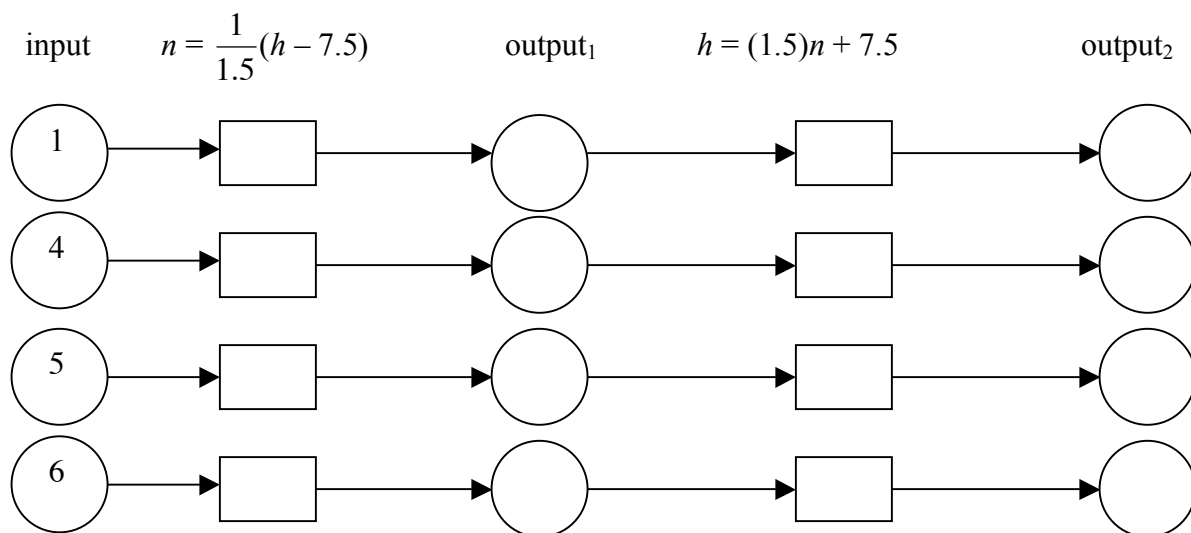 input n = 1/1.5 (h – 7.5) output₁ h = (1.5)n + 7.5 output₂
1
4
5
6